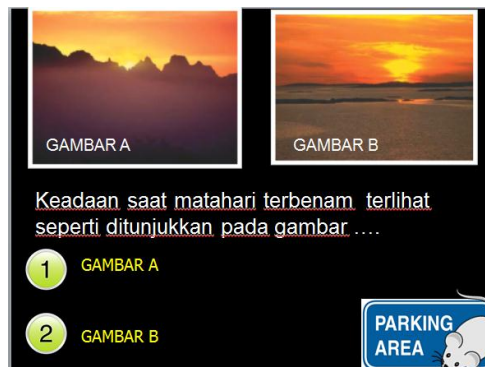 GAMBAR A
GAMBAR B
Keadaan saat matahari terbenam terlihat
seperti ditunjukkan pada gambar ....
1 GAMBAR A
2 GAMBAR B
PARKING
AREA